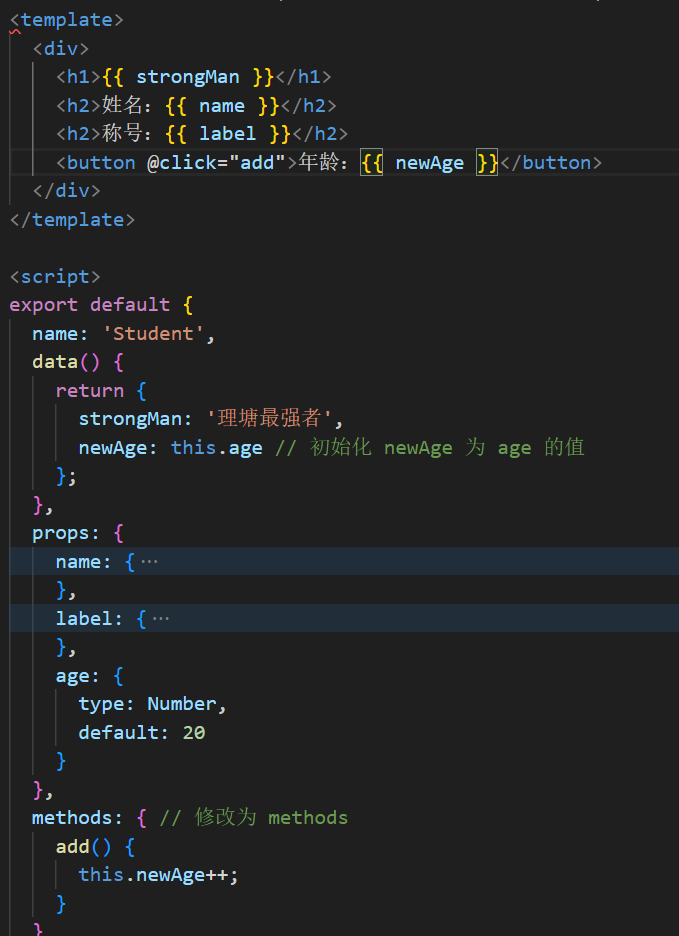 <template>
  <div>
    <h1>{{ strongMan }}</h1>
    <h2>姓名：{{ name }}</h2>
    <h2>称号：{{ label }}</h2>
    <button @click="add">年龄：{{ newAge }}</button>
  </div>
</template>

<script>
export default {
  name: 'Student',
  data() {
    return {
      strongMan: '理塘最强者',
      newAge: this.age // 初始化 newAge 为 age 的值
    };
  },
  props: {
    name: {···
    },
    label: {···
    },
    age: {
      type: Number,
      default: 20
    }
  },
  methods: { // 修改为 methods
    add() {
      this.newAge++;
    }
  }